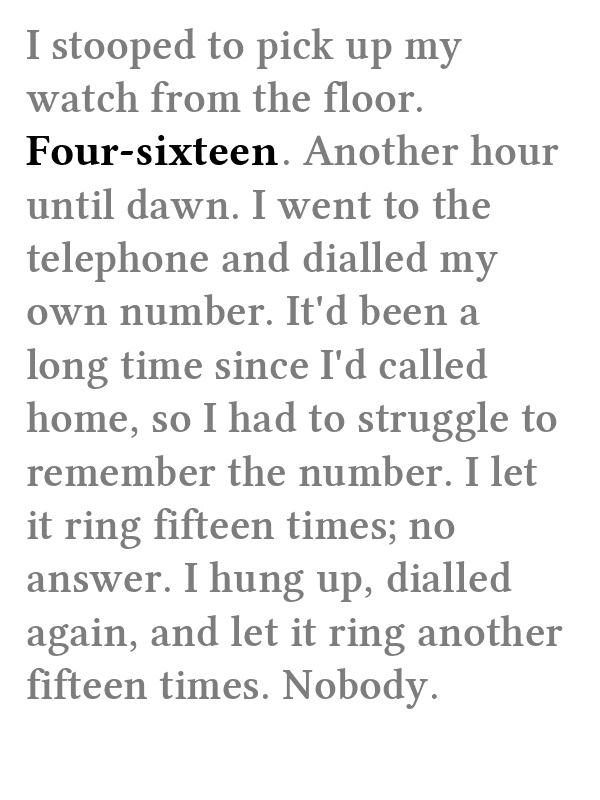 I stooped to pick up my
watch from the floor.
Four-sixteen. Another hour
until dawn. I went to the
telephone and dialled my
own number. It'd been a
long time since I'd called
home, so I had to struggle to
remember the number. I let
it ring fifteen times; no
answer. I hung up, dialled
again, and let it ring another
fifteen times. Nobody.